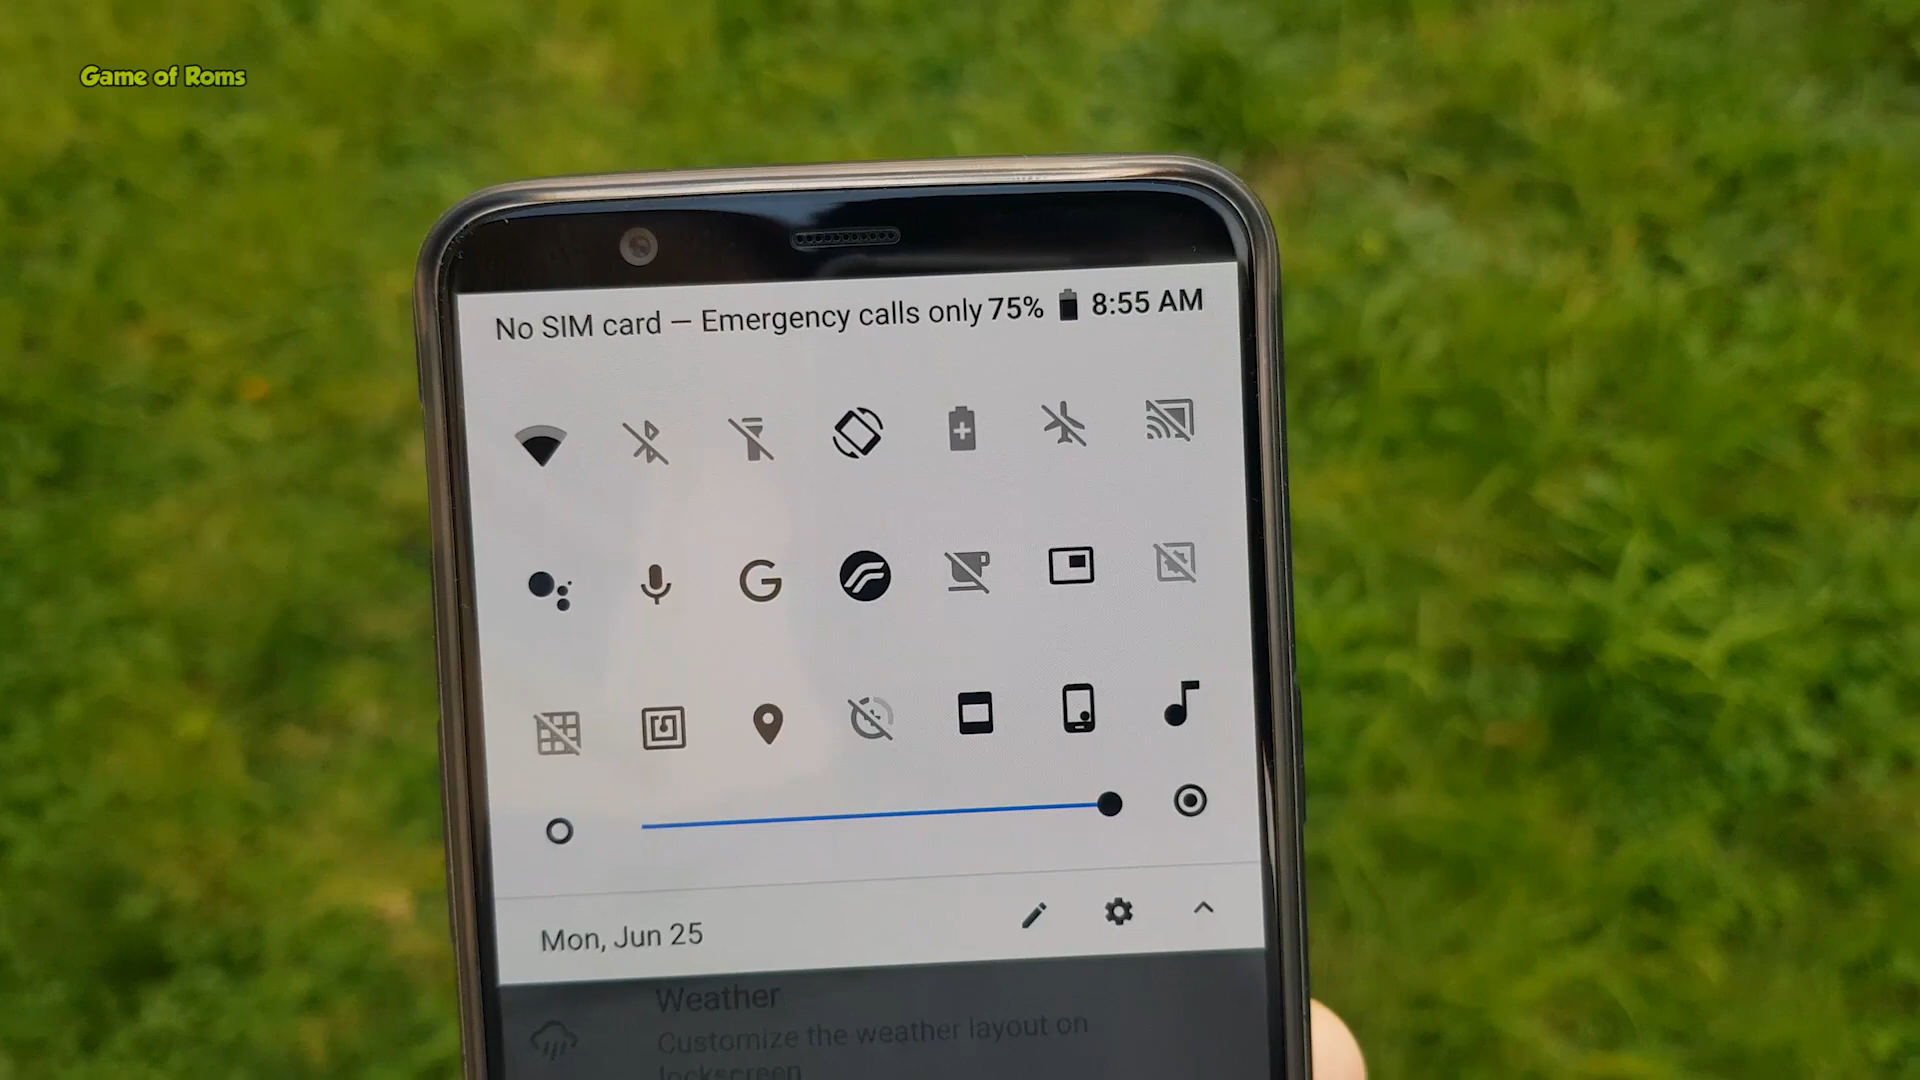 Game of Roms
No SIM card — Emergency calls only 75% 8:55 AM
G
Mon, Jun 25
Weather
Customize the weather layout on
lockscreen